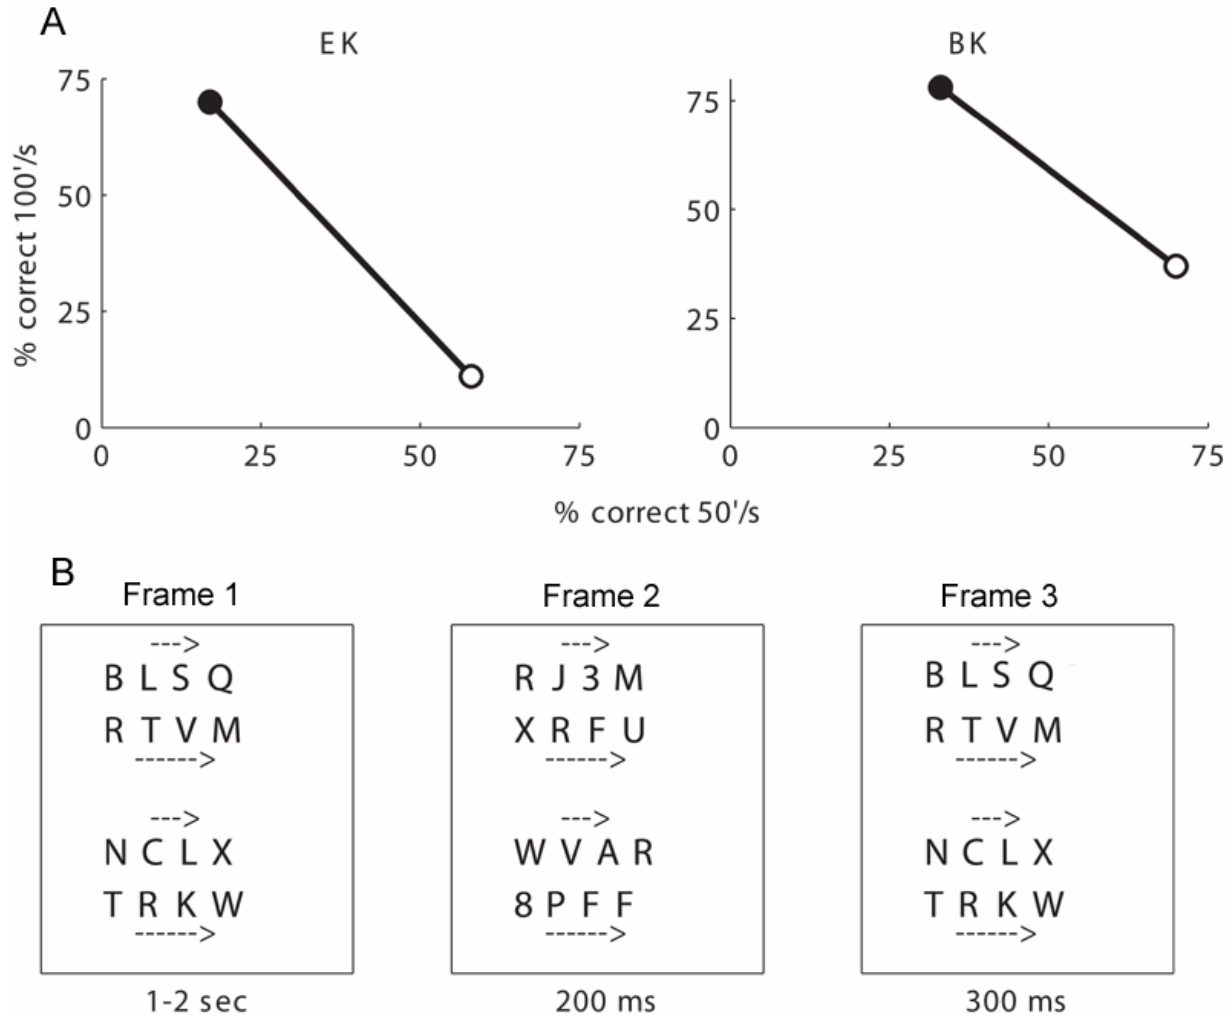 A
EK
BK
% correct 100'/s
75
50
25
0
0 25 50 75
75
50
25
0
0 25 50 75
% correct 50'/s
B
Frame 1
--->
B L S Q
R T V M
------>
--->
N C L X
T R K W
------>
1-2 sec
Frame 2
--->
R J 3 M
X R F U
------>
--->
W V A R
8 P F F
------>
200 ms
Frame 3
--->
B L S Q
R T V M
------>
--->
N C L X
T R K W
------>
300 ms